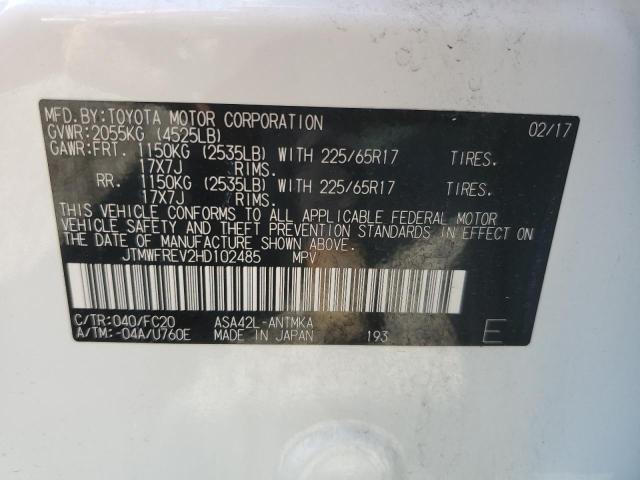 MFD. BY: TOYOTA MOTOR CORPORATION 02/17
GVWR: 2055KG (4525LB)
GAWR: FRT. 1150KG (2535LB) WITH 225/65R17 TIRES.
17X7J RIMS.
RR. 1150KG (2535LB) WITH 225/65R17 TIRES.
17X7J RIMS.
THIS VEHICLE CONFORMS TO ALL APPLICABLE FEDERAL MOTOR
VEHICLE SAFETY AND THEFT PREVENTION STANDARDS IN EFFECT ON
THE DATE OF MANUFACTURE SHOWN ABOVE.
JTMWFREV2HD102485 MPV
C/TR: 040/FC20 ASA42L-ANTMKA
A/TM: -04A/U760E MADE IN JAPAN 193 E